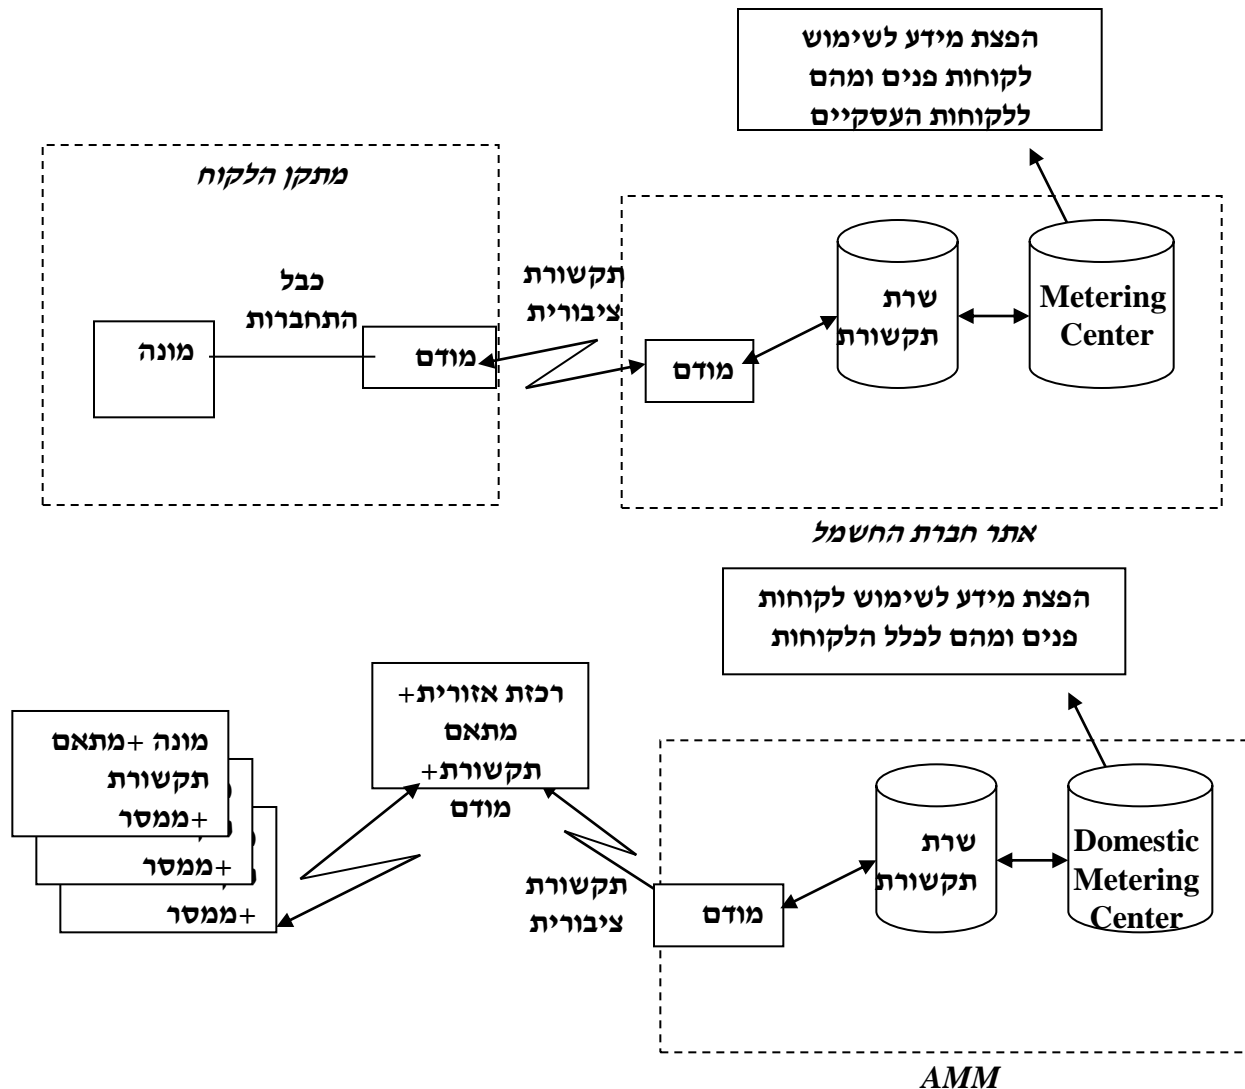 הפצת מידע לשימוש
לקוחות פנים ומהם
ללקוחות העסקיים
מתקן הלקוח
כבל
התחברות
תקשורת
ציבורית
מונה
מודם
מודם
שרת
תקשורת
Metering
Center
אתר חברת החשמל
הפצת מידע לשימוש לקוחות
פנים ומהם לכלל הלקוחות
רכזת אזורית+
מתאם
תקשורת+
מודם
מונה +מתאם
תקשורת
+ממסר
+ממסר
+ממסר
תקשורת
ציבורית
מודם
שרת
תקשורת
Domestic
Metering
Center
AMM